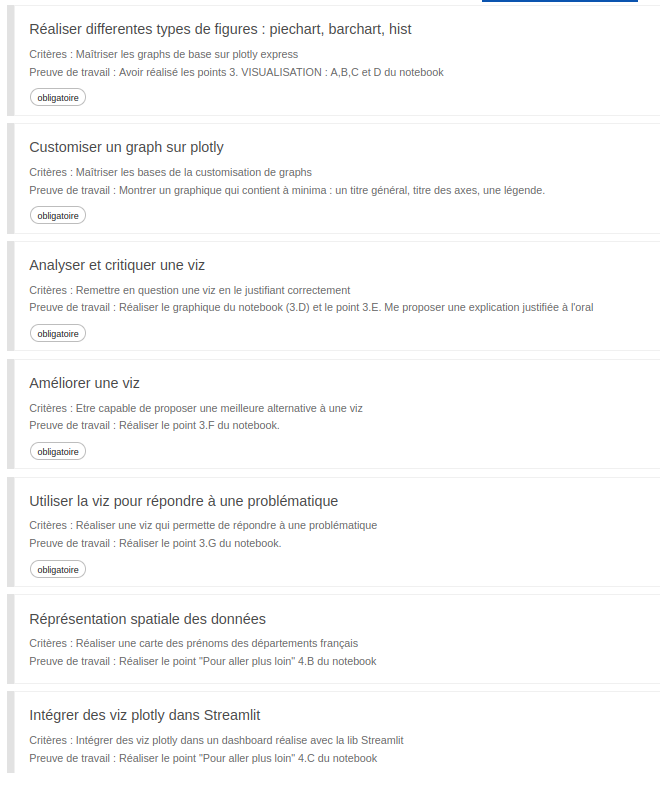 Réaliser differentes types de figures : piechart, barchart, hist
Critères : Maîtriser les graphs de base sur plotly express
Preuve de travail : Avoir réalisé les points 3. VISUALISATION : A,B,C et D du notebook
obligatoire
Customiser un graph sur plotly
Critères : Maîtriser les bases de la customisation de graphs
Preuve de travail : Montrer un graphique qui contient à minima : un titre général, titre des axes, une légende.
obligatoire
Analyser et critiquer une viz
Critères : Remettre en question une viz en le justifiant correctement
Preuve de travail : Réaliser le graphique du notebook (3.D) et le point 3.E. Me proposer une explication justifiée à l'oral
obligatoire
Améliorer une viz
Critères : Etre capable de proposer une meilleure alternative à une viz
Preuve de travail : Réaliser le point 3.F du notebook.
obligatoire
Utiliser la viz pour répondre à une problématique
Critères : Réaliser une viz qui permette de répondre à une problématique
Preuve de travail : Réaliser le point 3.G du notebook.
obligatoire
Réprésentation spatiale des données
Critères : Réaliser une carte des prénoms des départements français
Preuve de travail : Réaliser le point "Pour aller plus loin" 4.B du notebook
Intégrer des viz plotly dans Streamlit
Critères : Intégrer des viz plotly dans un dashboard réalise avec la lib Streamlit
Preuve de travail : Réaliser le point "Pour aller plus loin" 4.C du notebook